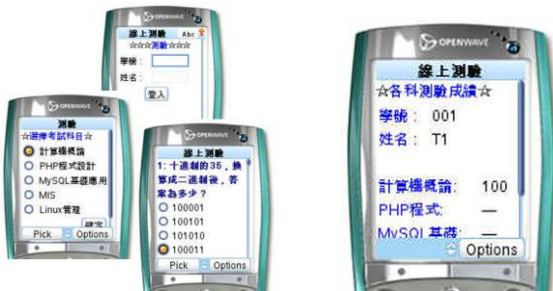 OPENWAVE
線上測驗 Abc
☆☆☆測驗☆☆☆
學號:
姓名:
登入
OPENWAVE
測驗
☆選擇考試科目☆
計算機概論
PHP程式設計
MySQL基礎應用
MIS
Linux管理
確定
Pick Options
OPENWAVE
線上測驗
1: 十進制的35，換
算成二進制後，答
案為多少？
100001
100101
101010
100011
Pick Options
OPENWAVE
線上測驗
☆各科測驗成績☆
學號: 001
姓名: T1
計算機概論: 100
PHP程式: —
MySQL基礎: —
Options